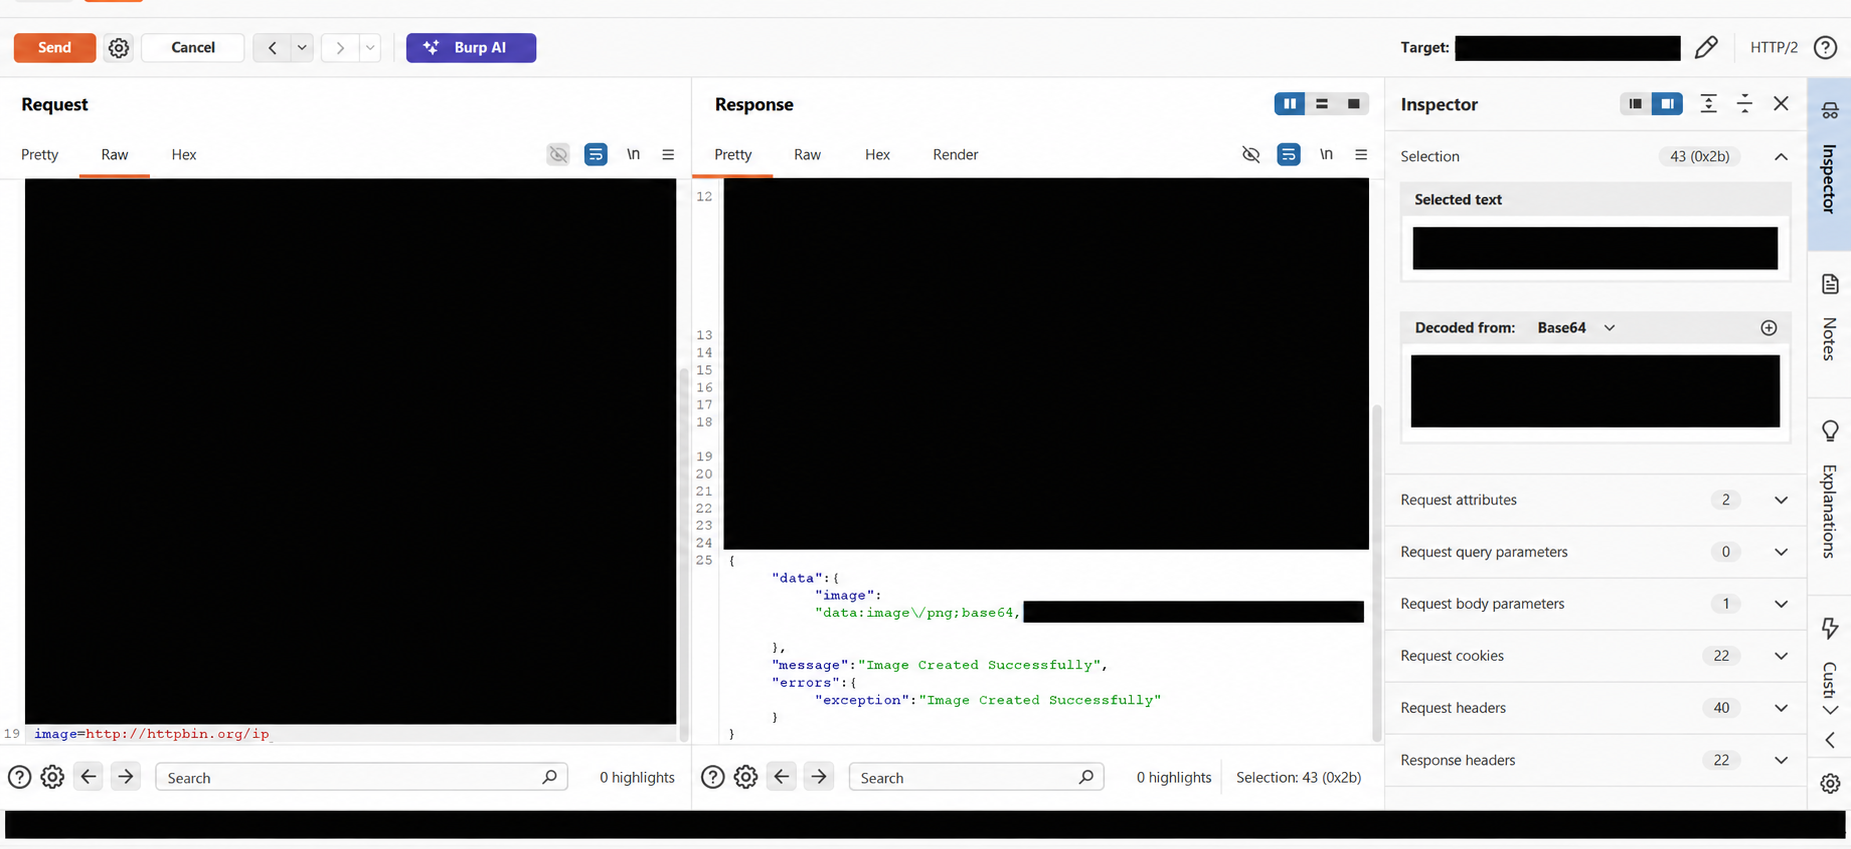 Send Cancel Burp AI Target: HTTP/2
Request
Pretty Raw Hex \n
19 image=http://httpbin.org/ip
Search 0 highlights
Response
Pretty Raw Hex Render \n
12
13
14
15
16
17
18
19
20
21
22
23
24
25 {
"data":{
"image":
"data:image\/png;base64,
},
"message":"Image Created Successfully",
"errors":{
"exception":"Image Created Successfully"
}
}
Search 0 highlights Selection: 43 (0x2b)
Inspector
Selection 43 (0x2b)
Selected text
Decoded from: Base64
Request attributes 2
Request query parameters 0
Request body parameters 1
Request cookies 22
Request headers 40
Response headers 22
Inspector
Notes
Explanations